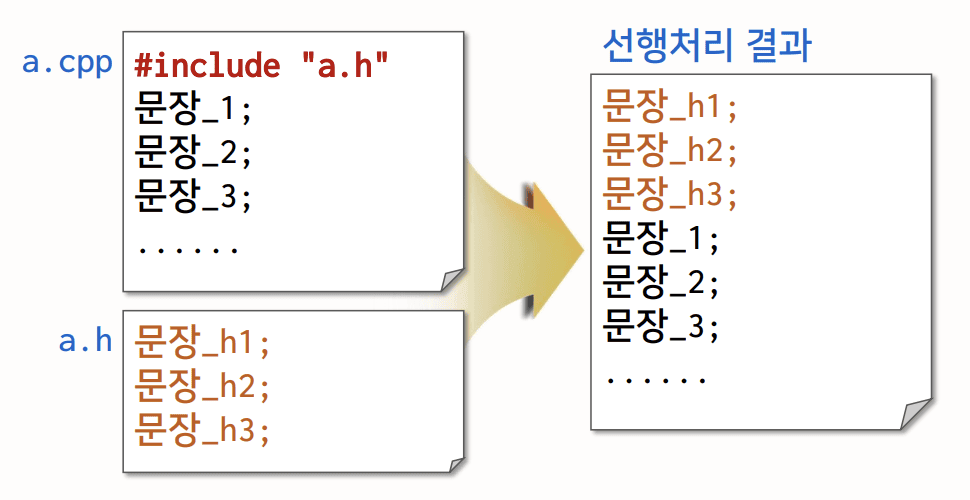 a.cpp
#include "a.h"
문장_1;
문장_2;
문장_3;
......
a.h
문장_h1;
문장_h2;
문장_h3;
선행처리 결과
문장_h1;
문장_h2;
문장_h3;
문장_1;
문장_2;
문장_3;
......